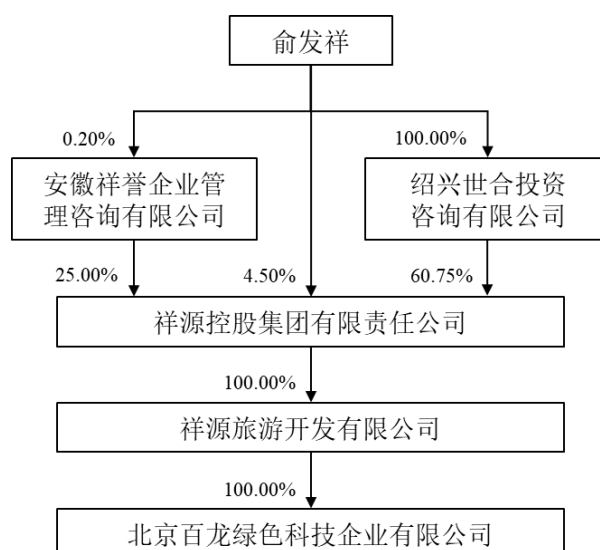 俞发祥
0.20%
100.00%
安徽祥誉企业管
理咨询有限公司
绍兴世合投资
咨询有限公司
25.00%
4.50%
60.75%
祥源控股集团有限责任公司
100.00%
祥源旅游开发有限公司
100.00%
北京百龙绿色科技企业有限公司